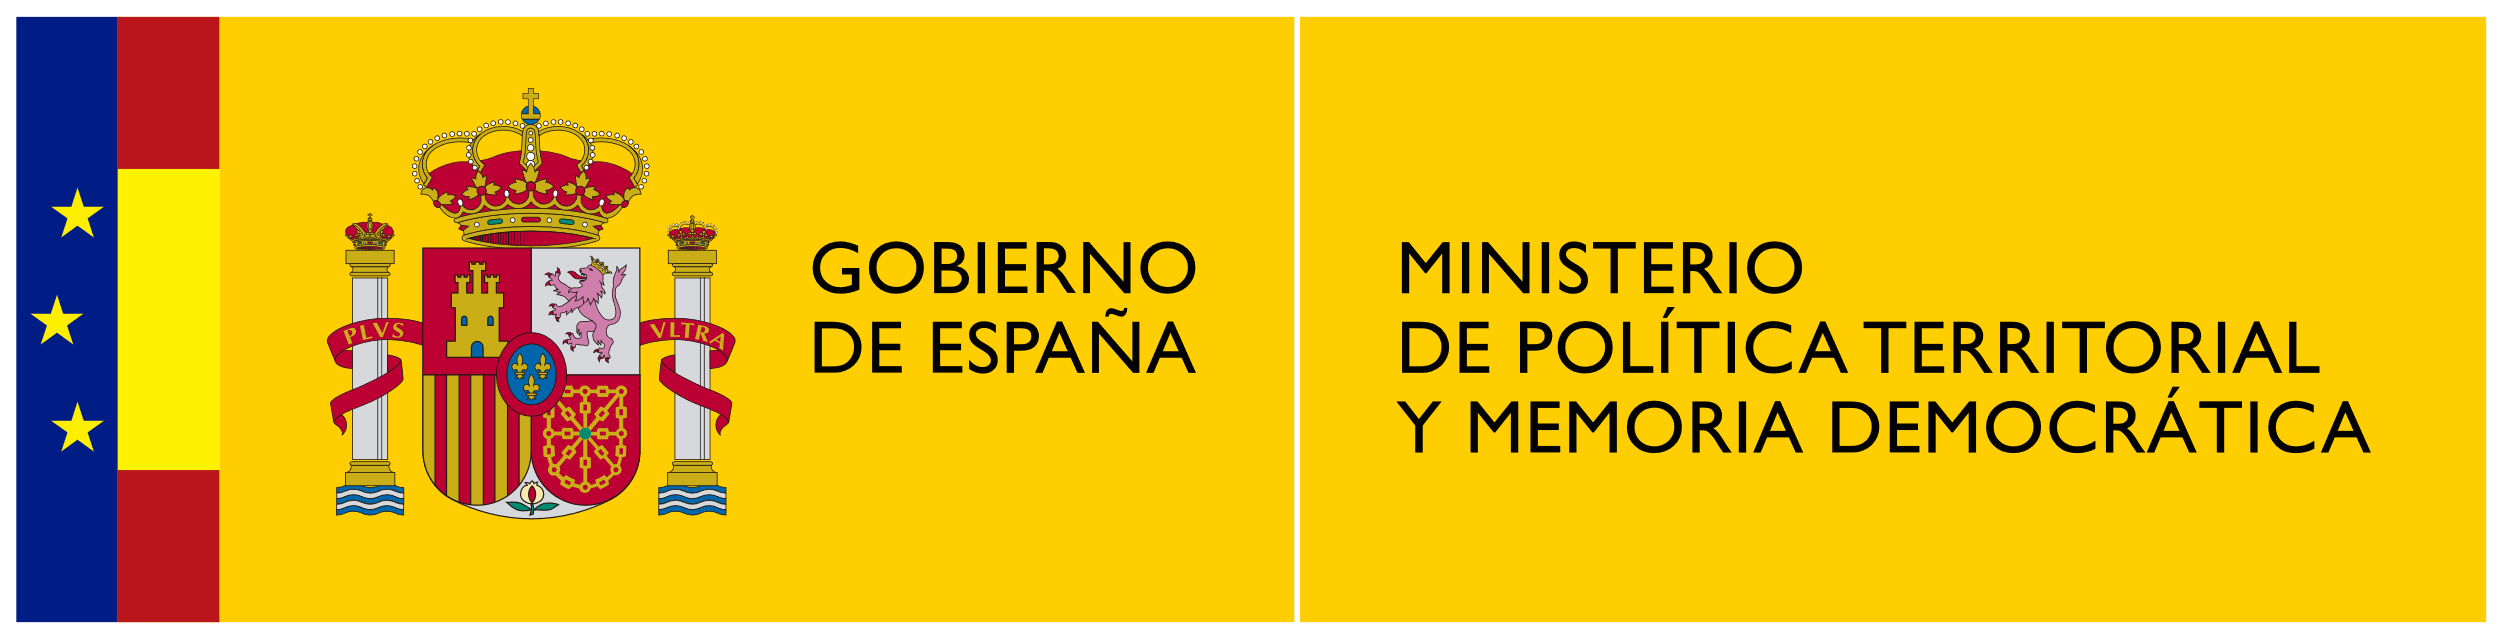 GOBIERNO
DE ESPAÑA
PLVS
VLTRA
MINISTERIO
DE POLÍTICA TERRITORIAL
Y MEMORIA DEMOCRÁTICA